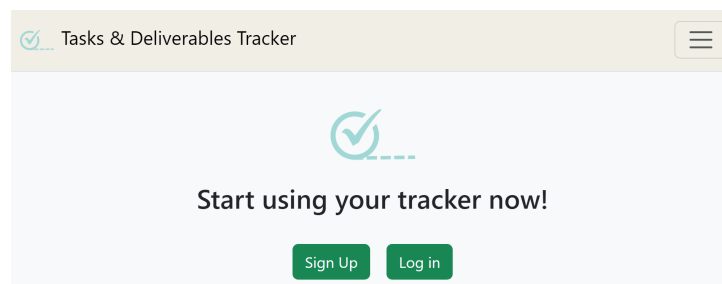 Tasks & Deliverables Tracker
Start using your tracker now!
Sign Up
Log in